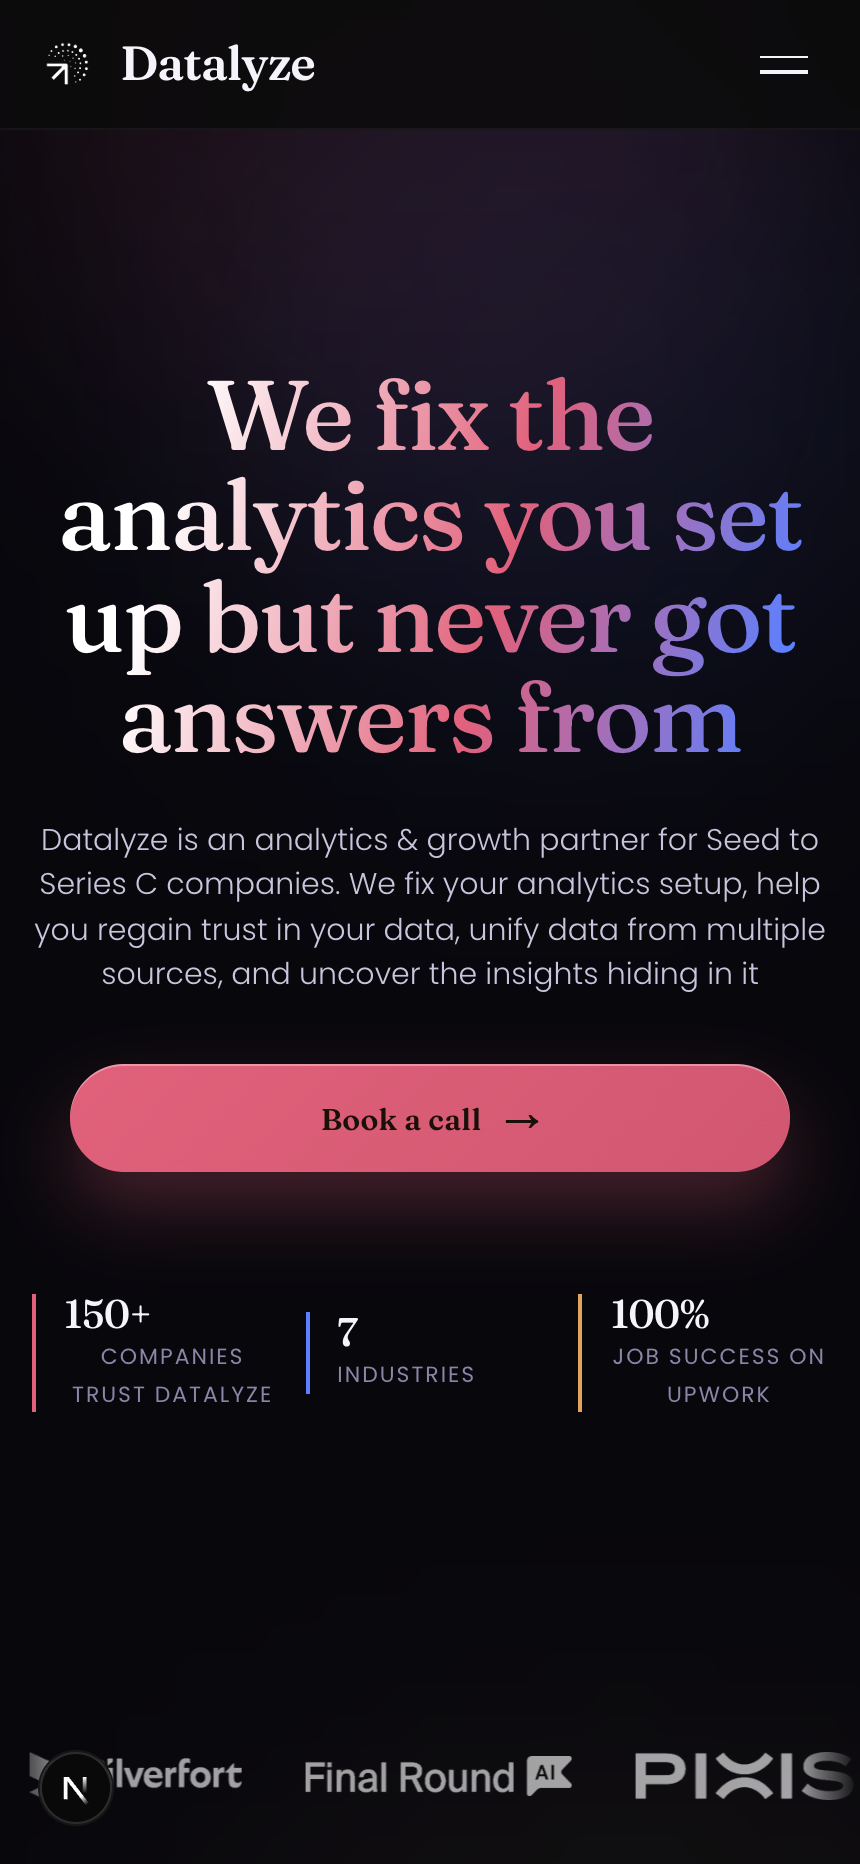 Datalyze
We fix the
analytics you set
up but never got
answers from
Datalyze is an analytics & growth partner for Seed to
Series C companies. We fix your analytics setup, help
you regain trust in your data, unify data from multiple
sources, and uncover the insights hiding in it
Book a call →
150+
COMPANIES
TRUST DATALYZE
7
INDUSTRIES
100%
JOB SUCCESS ON
UPWORK
ilverfort
Final Round AI
PIXIS
N